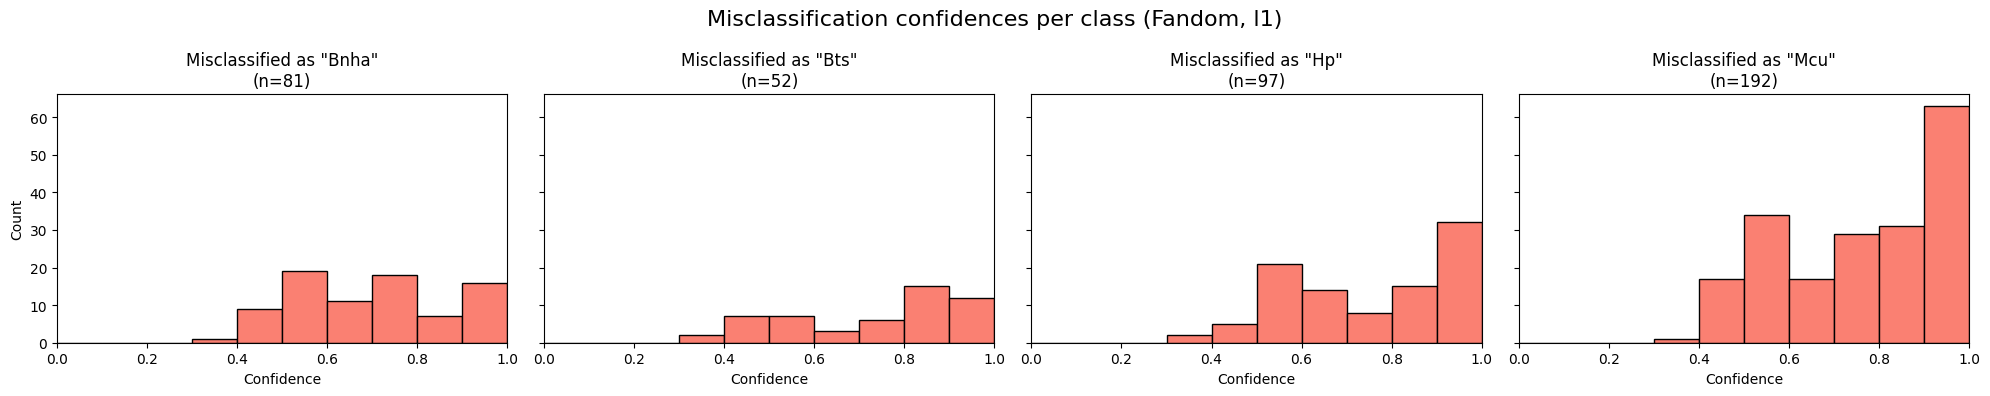 Misclassification confidences per class (Fandom, l1)
Misclassified as "Bnha"
(n=81)
Misclassified as "Bts"
(n=52)
Misclassified as "Hp"
(n=97)
Misclassified as "Mcu"
(n=192)
Count
60
50
40
30
20
10
0
0.0 0.2 0.4 0.6 0.8 1.0
0.0 0.2 0.4 0.6 0.8 1.0
0.0 0.2 0.4 0.6 0.8 1.0
0.0 0.2 0.4 0.6 0.8 1.0
Confidence
Confidence
Confidence
Confidence